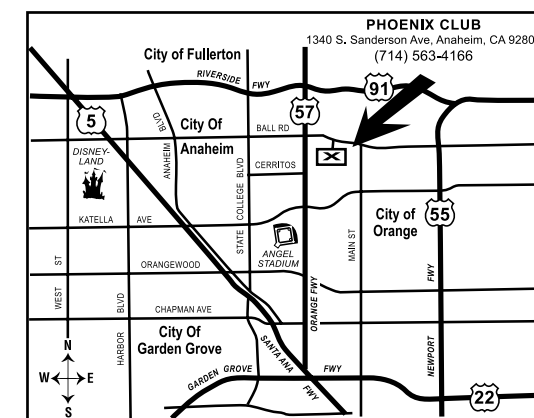 PHOENIX CLUB
1340 S. Sanderson Ave, Anaheim, CA 9280
(714) 563-4166
City of Fullerton
RIVERSIDE FWY
91
57
5
BLVD
City Of
Anaheim
BALL RD
DISNEY-
LAND
ANAHEIM
CERRITOS
STATE COLLEGE BLVD
KATELLA AVE
City of
Orange
55
ANGEL
STADIUM
MAIN ST
ORANGEWOOD
WEST ST
HARBOR BLVD
CHAPMAN AVE
ORANGE FWY
NEWPORT FWY
City Of
Garden Grove
SANTA ANA FWY
GARDEN GROVE FWY
22
N
W E
S